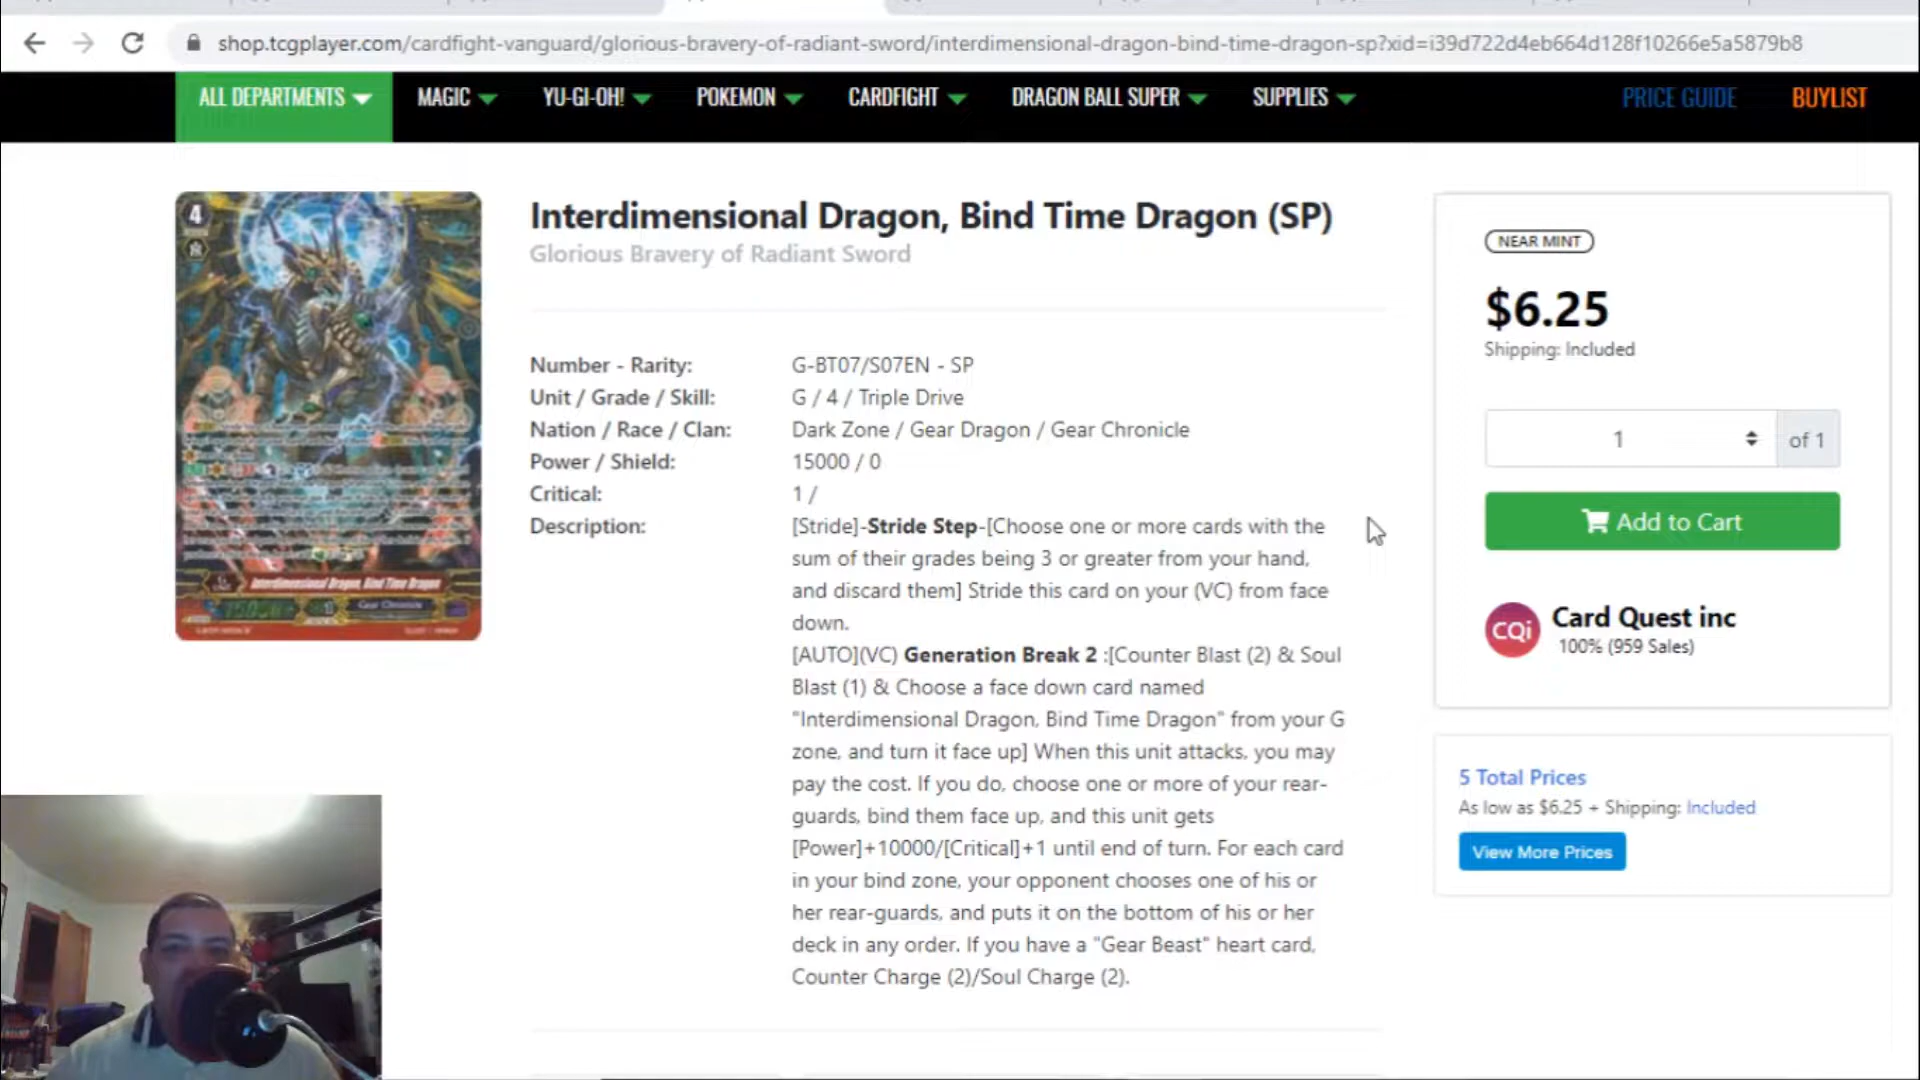 shop.tcgplayer.com/cardfight-vanguard/glorious-bravery-of-radiant-sword/interdimensional-dragon-bind-time-dragon-sp?xid=i39d722d4eb664d128f10266e5a5879b8
ALL DEPARTMENTS MAGIC YU-GI-OH! POKEMON CARDFIGHT DRAGON BALL SUPER SUPPLIES PRICE GUIDE BUYLIST
4
Interdimensional Dragon, Bind Time Dragon
Gear Chronicle
Interdimensional Dragon, Bind Time Dragon (SP)
Glorious Bravery of Radiant Sword
Number - Rarity: G-BT07/S07EN - SP
Unit / Grade / Skill: G / 4 / Triple Drive
Nation / Race / Clan: Dark Zone / Gear Dragon / Gear Chronicle
Power / Shield: 15000 / 0
Critical: 1 /
Description: [Stride]-Stride Step-[Choose one or more cards with the
sum of their grades being 3 or greater from your hand,
and discard them] Stride this card on your (VC) from face
down.
[AUTO](VC) Generation Break 2 :[Counter Blast (2) & Soul
Blast (1) & Choose a face down card named
"Interdimensional Dragon, Bind Time Dragon" from your G
zone, and turn it face up] When this unit attacks, you may
pay the cost. If you do, choose one or more of your rear-
guards, bind them face up, and this unit gets
[Power]+10000/[Critical]+1 until end of turn. For each card
in your bind zone, your opponent chooses one of his or
her rear-guards, and puts it on the bottom of his or her
deck in any order. If you have a "Gear Beast" heart card,
Counter Charge (2)/Soul Charge (2).
NEAR MINT
$6.25
Shipping: Included
1 of 1
Add to Cart
CQi
Card Quest inc
100% (959 Sales)
5 Total Prices
As low as $6.25 + Shipping: Included
View More Prices